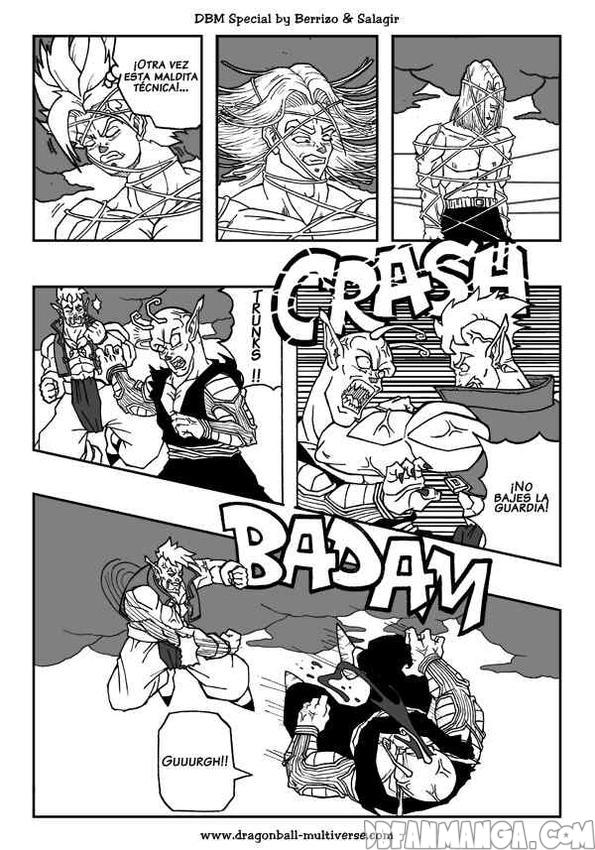 DBM Special by Berrizo & Salagir
¡OTRA VEZ
ESTA MALDITA
TÉCNICA!...
TRUNKS !!
CRASH
¡NO
BAJES LA
GUARDIA!
BADAM
GUUURGH!!
www.dragonball-multiverse.com
DBFANMANGA.COM